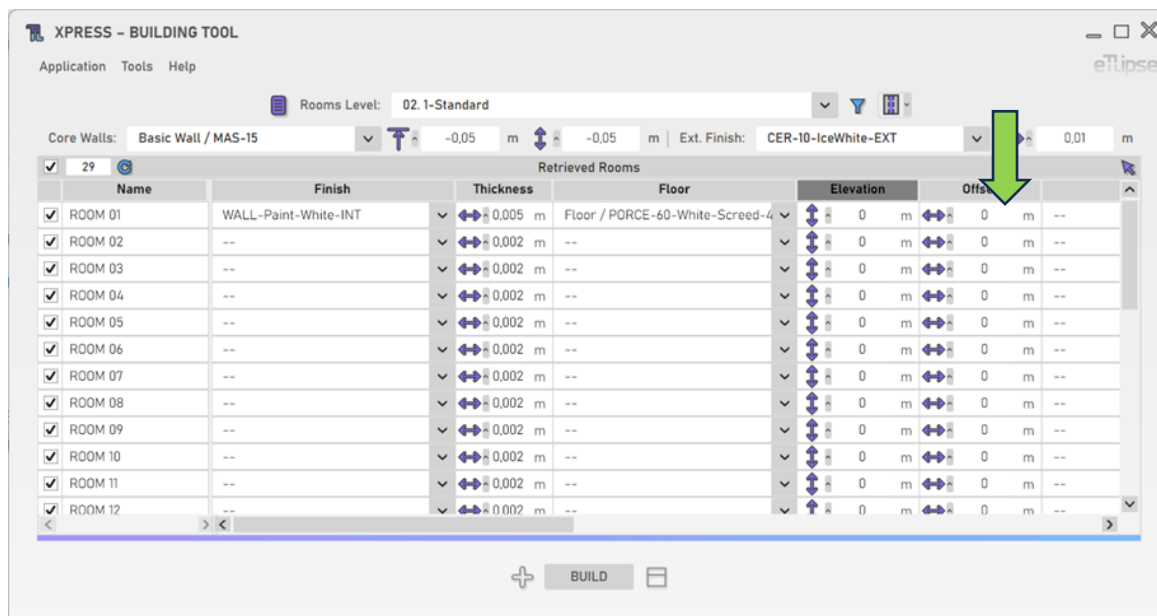 XPRESS – BUILDING TOOL
Application Tools Help
eTLipse
Rooms Level: 02. 1-Standard
Core Walls: Basic Wall / MAS-15 -0,05 m -0,05 m Ext. Finish: CER-10-IceWhite-EXT 0,01 m
29 Retrieved Rooms
Name Finish Thickness Floor Elevation
ROOM 01 WALL-Paint-White-INT 0,005 m Floor / PORCE-60-White-Screed-4 0 m 0 m --
ROOM 02 -- 0,002 m -- 0 m 0 m --
ROOM 03 -- 0,002 m -- 0 m 0 m --
ROOM 04 -- 0,002 m -- 0 m 0 m --
ROOM 05 -- 0,002 m -- 0 m 0 m --
ROOM 06 -- 0,002 m -- 0 m 0 m --
ROOM 07 -- 0,002 m -- 0 m 0 m --
ROOM 08 -- 0,002 m -- 0 m 0 m --
ROOM 09 -- 0,002 m -- 0 m 0 m --
ROOM 10 -- 0,002 m -- 0 m 0 m --
ROOM 11 -- 0,002 m -- 0 m 0 m --
ROOM 12 -- 0,002 m -- 0 m 0 m --
BUILD